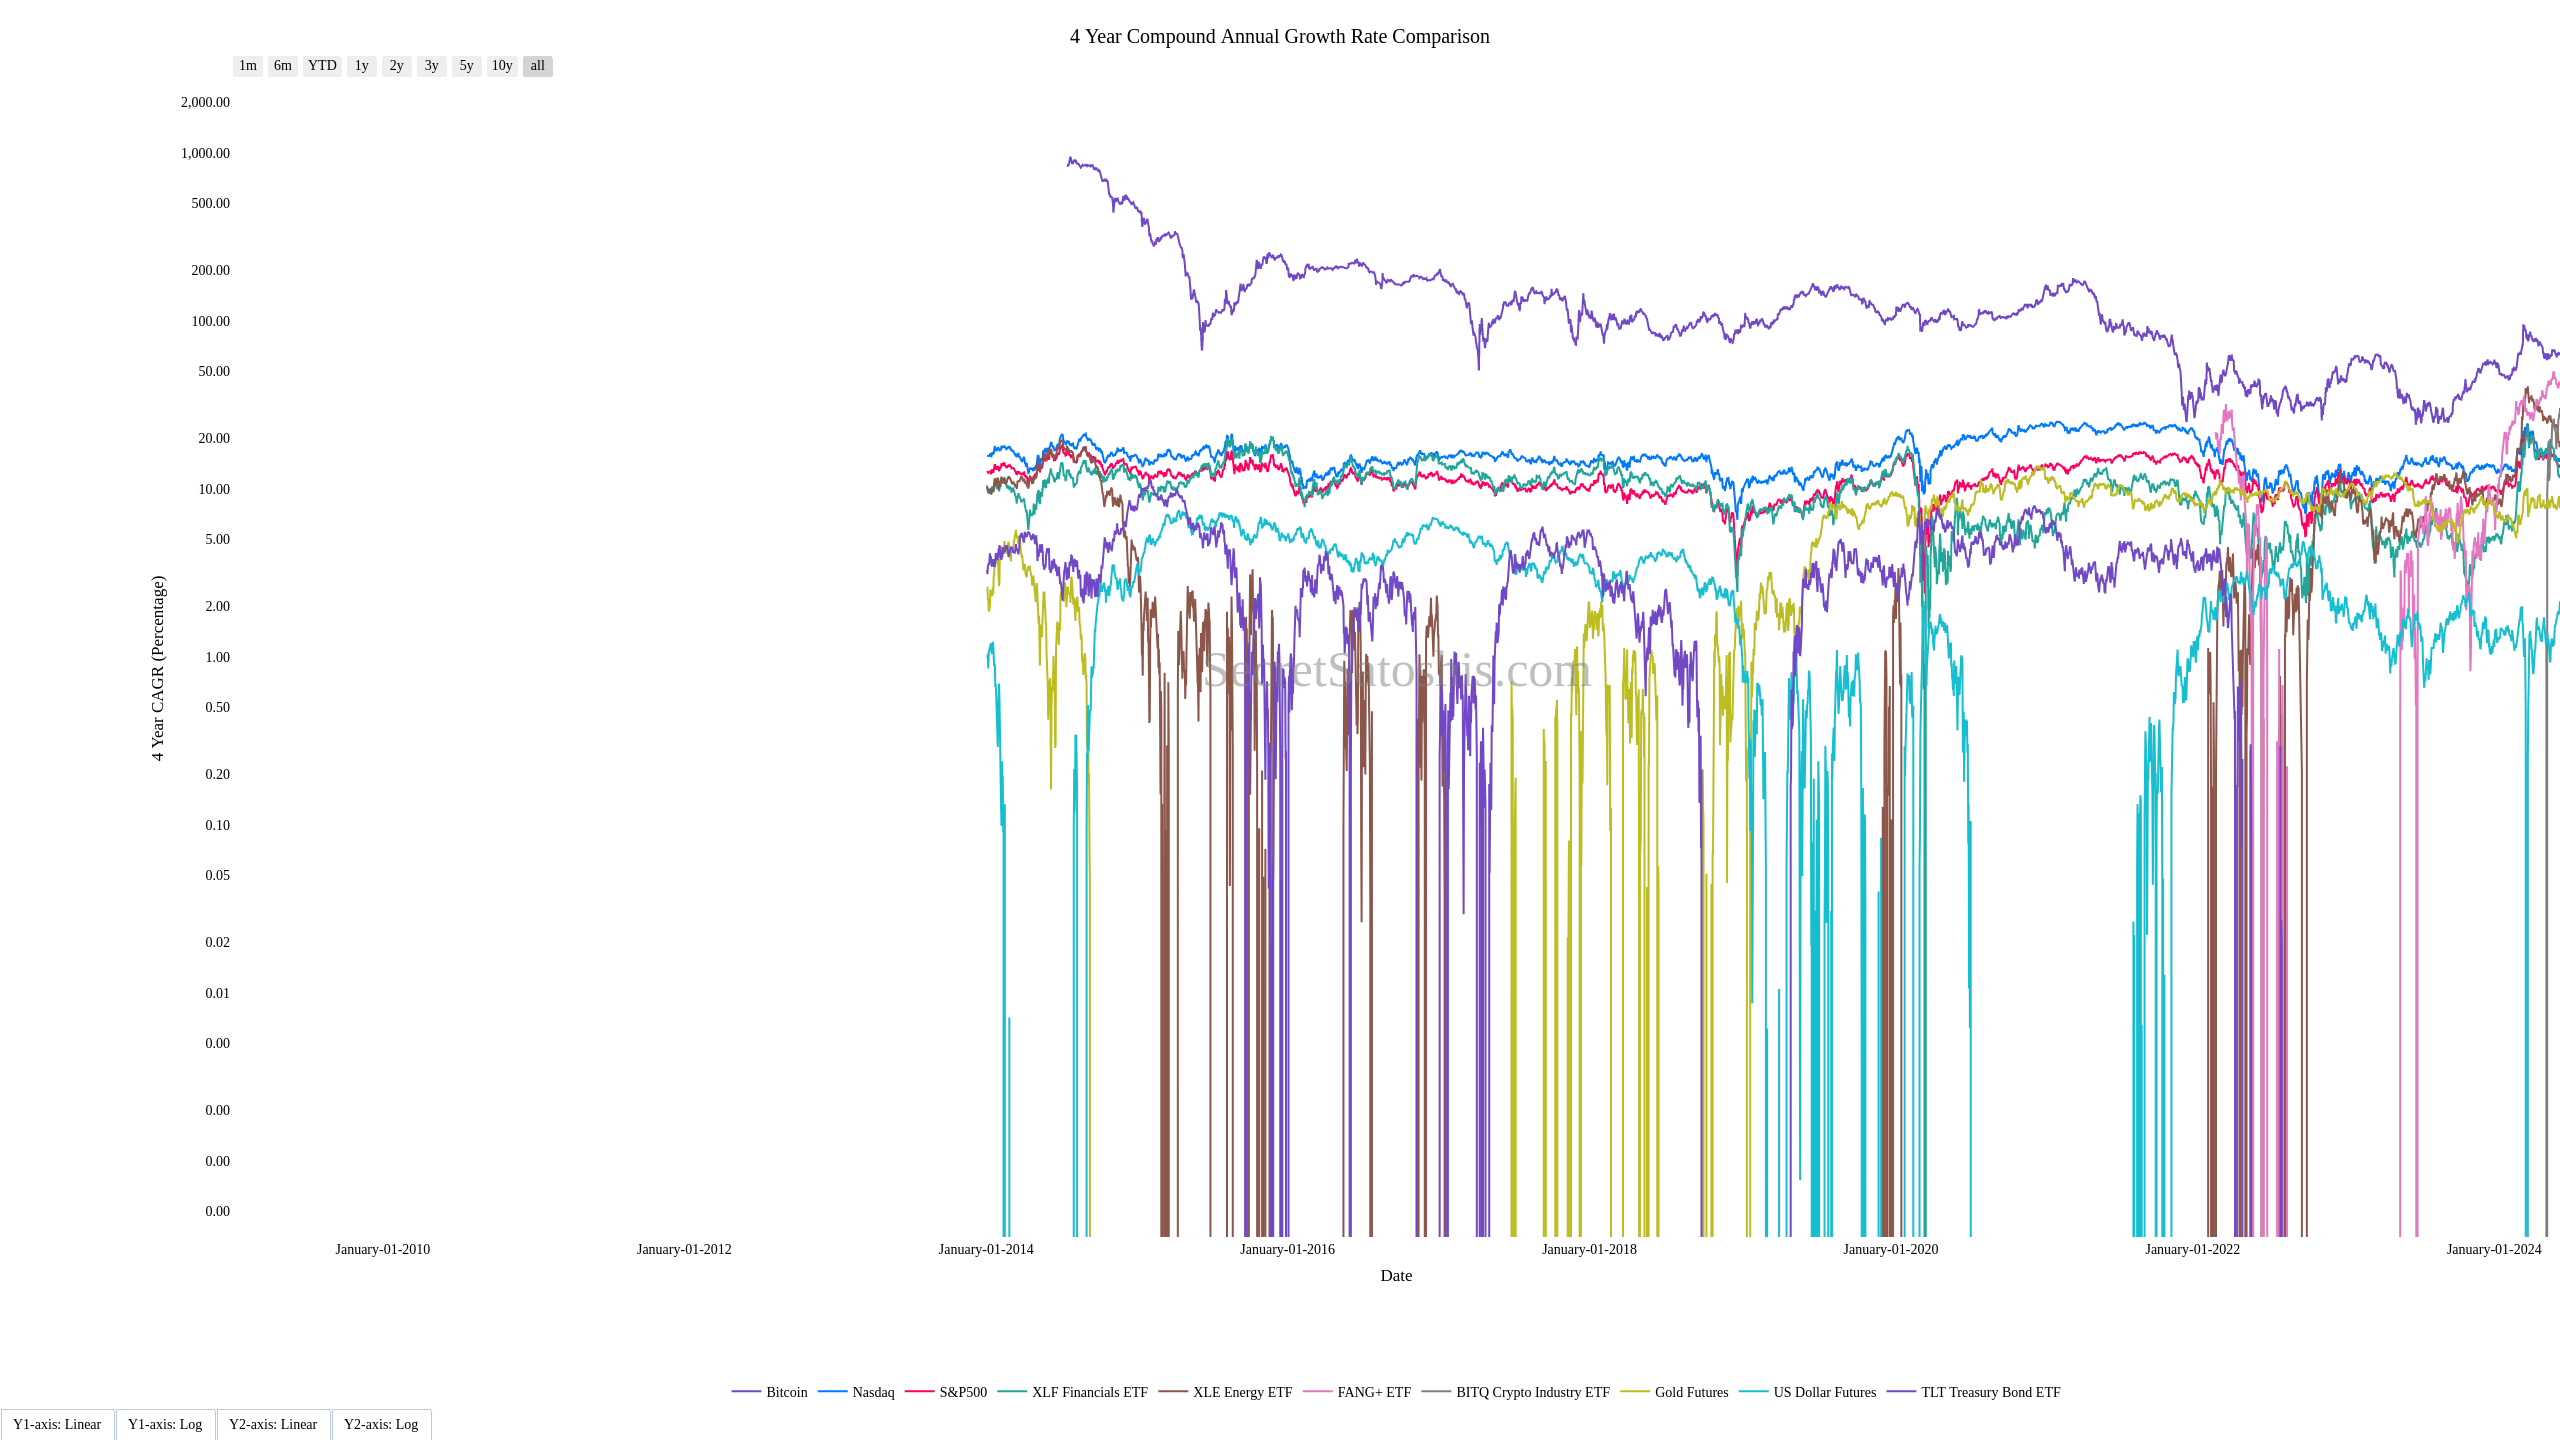 4 Year Compound Annual Growth Rate Comparison
1m 6m YTD 1y 2y 3y 5y 10y all
2,000.00
1,000.00
500.00
200.00
100.00
50.00
20.00
10.00
5.00
2.00
1.00
0.50
0.20
0.10
0.05
0.02
0.01
0.00
0.00
0.00
0.00
4 Year CAGR (Percentage)
SecretSatoshis.com
January-01-2010 January-01-2012 January-01-2014 January-01-2016 January-01-2018 January-01-2020 January-01-2022 January-01-2024
Date
Bitcoin Nasdaq S&P500 XLF Financials ETF XLE Energy ETF FANG+ ETF BITQ Crypto Industry ETF Gold Futures US Dollar Futures TLT Treasury Bond ETF
Y1-axis: Linear Y1-axis: Log Y2-axis: Linear Y2-axis: Log